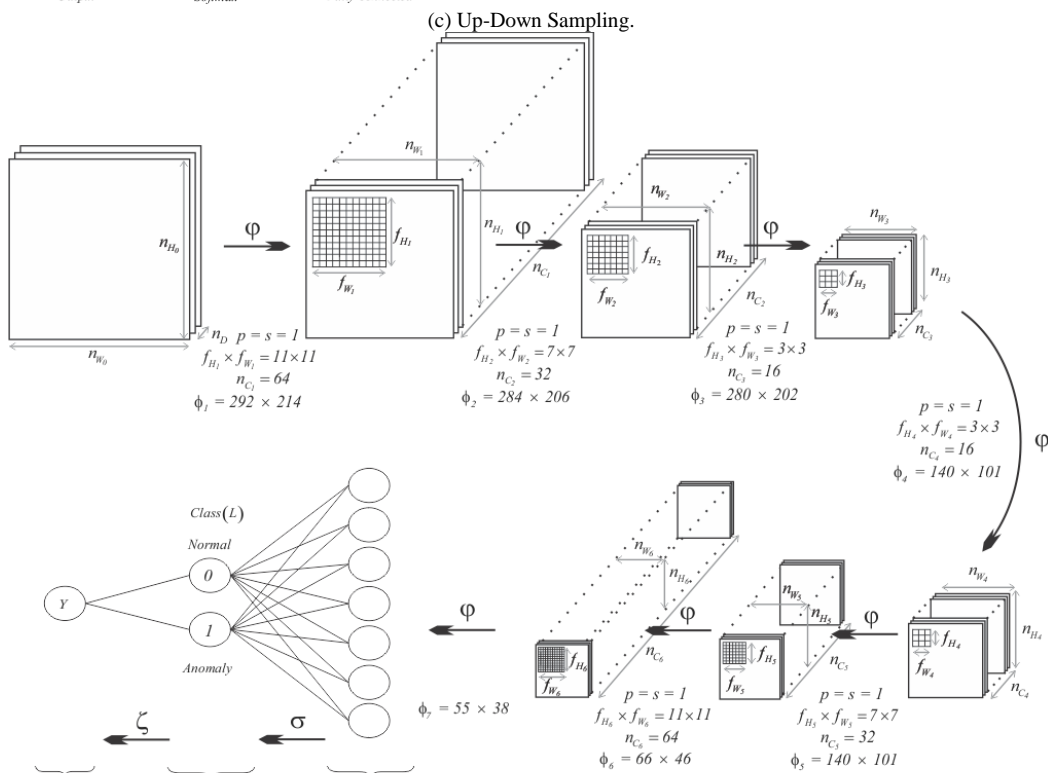 (c) Up-Down Sampling.
n_{W_1}
n_{W_2}
n_{W_3}
n_{H_0}
φ
f_{H_1}
n_{H_1}
φ
f_{H_2}
n_{H_2}
φ
f_{H_3}
n_{H_3}
f_{W_1}
n_{C_1}
f_{W_2}
n_{C_2}
f_{W_3}
n_{C_3}
n_D
n_{W_0}
p = s = 1
f_{H_1} × f_{W_1} = 11×11
n_{C_1} = 64
ϕ_1 = 292 × 214
p = s = 1
f_{H_2} × f_{W_2} = 7×7
n_{C_2} = 32
ϕ_2 = 284 × 206
p = s = 1
f_{H_3} × f_{W_3} = 3×3
n_{C_3} = 16
ϕ_3 = 280 × 202
p = s = 1
f_{H_4} × f_{W_4} = 3×3
n_{C_4} = 16
ϕ_4 = 140 × 101
φ
Class(L)
Normal
0
Y
1
Anomaly
φ
n_{W_6}
n_{H_6}
φ
n_{W_5}
n_{H_5}
φ
n_{W_4}
n_{H_4}
f_{H_6}
f_{W_6}
n_{C_6}
f_{H_5}
f_{W_5}
n_{C_5}
f_{H_4}
f_{W_4}
n_{C_4}
ϕ_7 = 55 × 38
p = s = 1
f_{H_6} × f_{W_6} = 11×11
n_{C_6} = 64
ϕ_6 = 66 × 46
p = s = 1
f_{H_5} × f_{W_5} = 7×7
n_{C_5} = 32
ϕ_5 = 140 × 101
ζ
σ